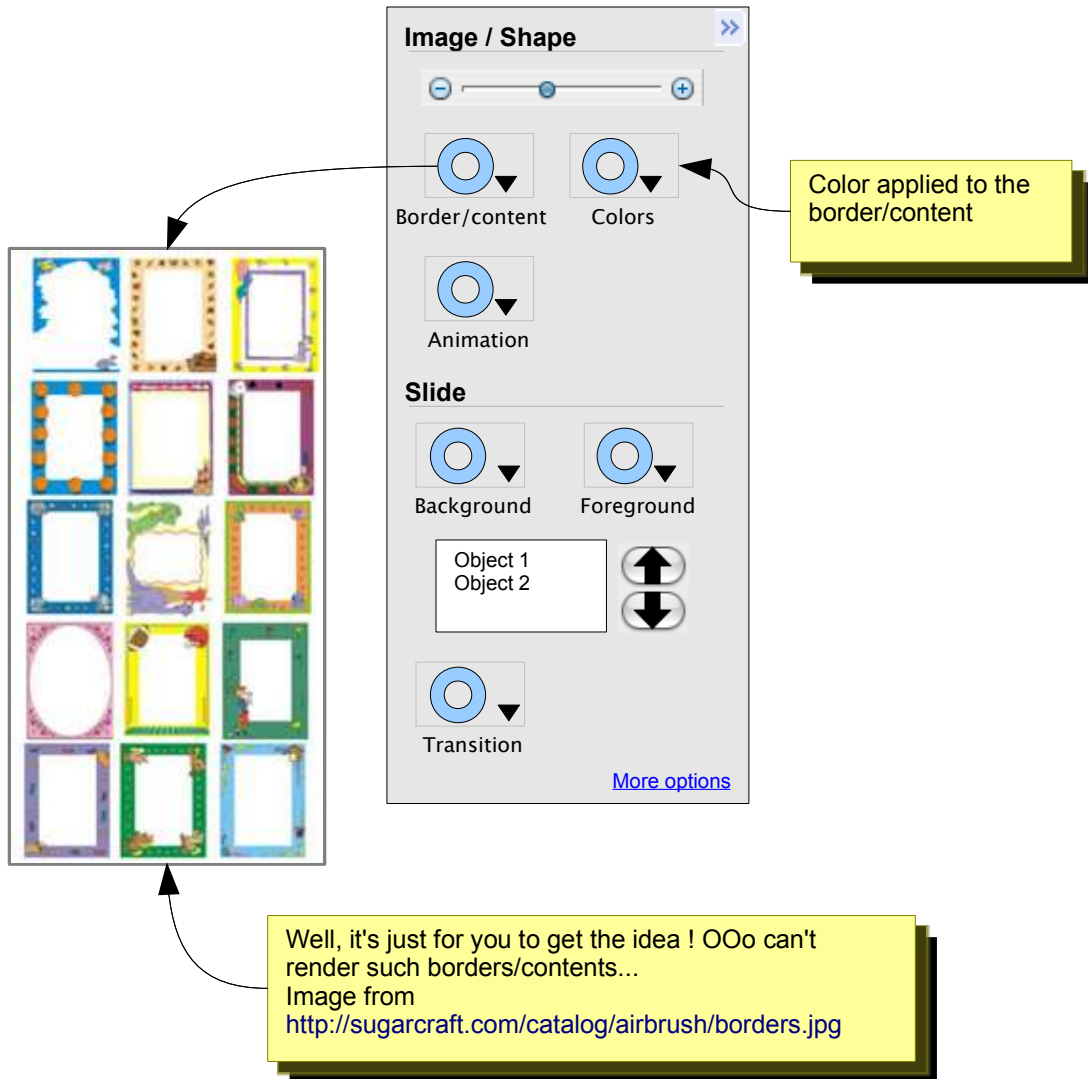 Image / Shape
Border/content
Colors
Color applied to the
border/content
Animation
Slide
Background
Foreground
Object 1
Object 2
Transition
More options
Well, it's just for you to get the idea ! OOo can't
render such borders/contents...
Image from
http://sugarcraft.com/catalog/airbrush/borders.jpg